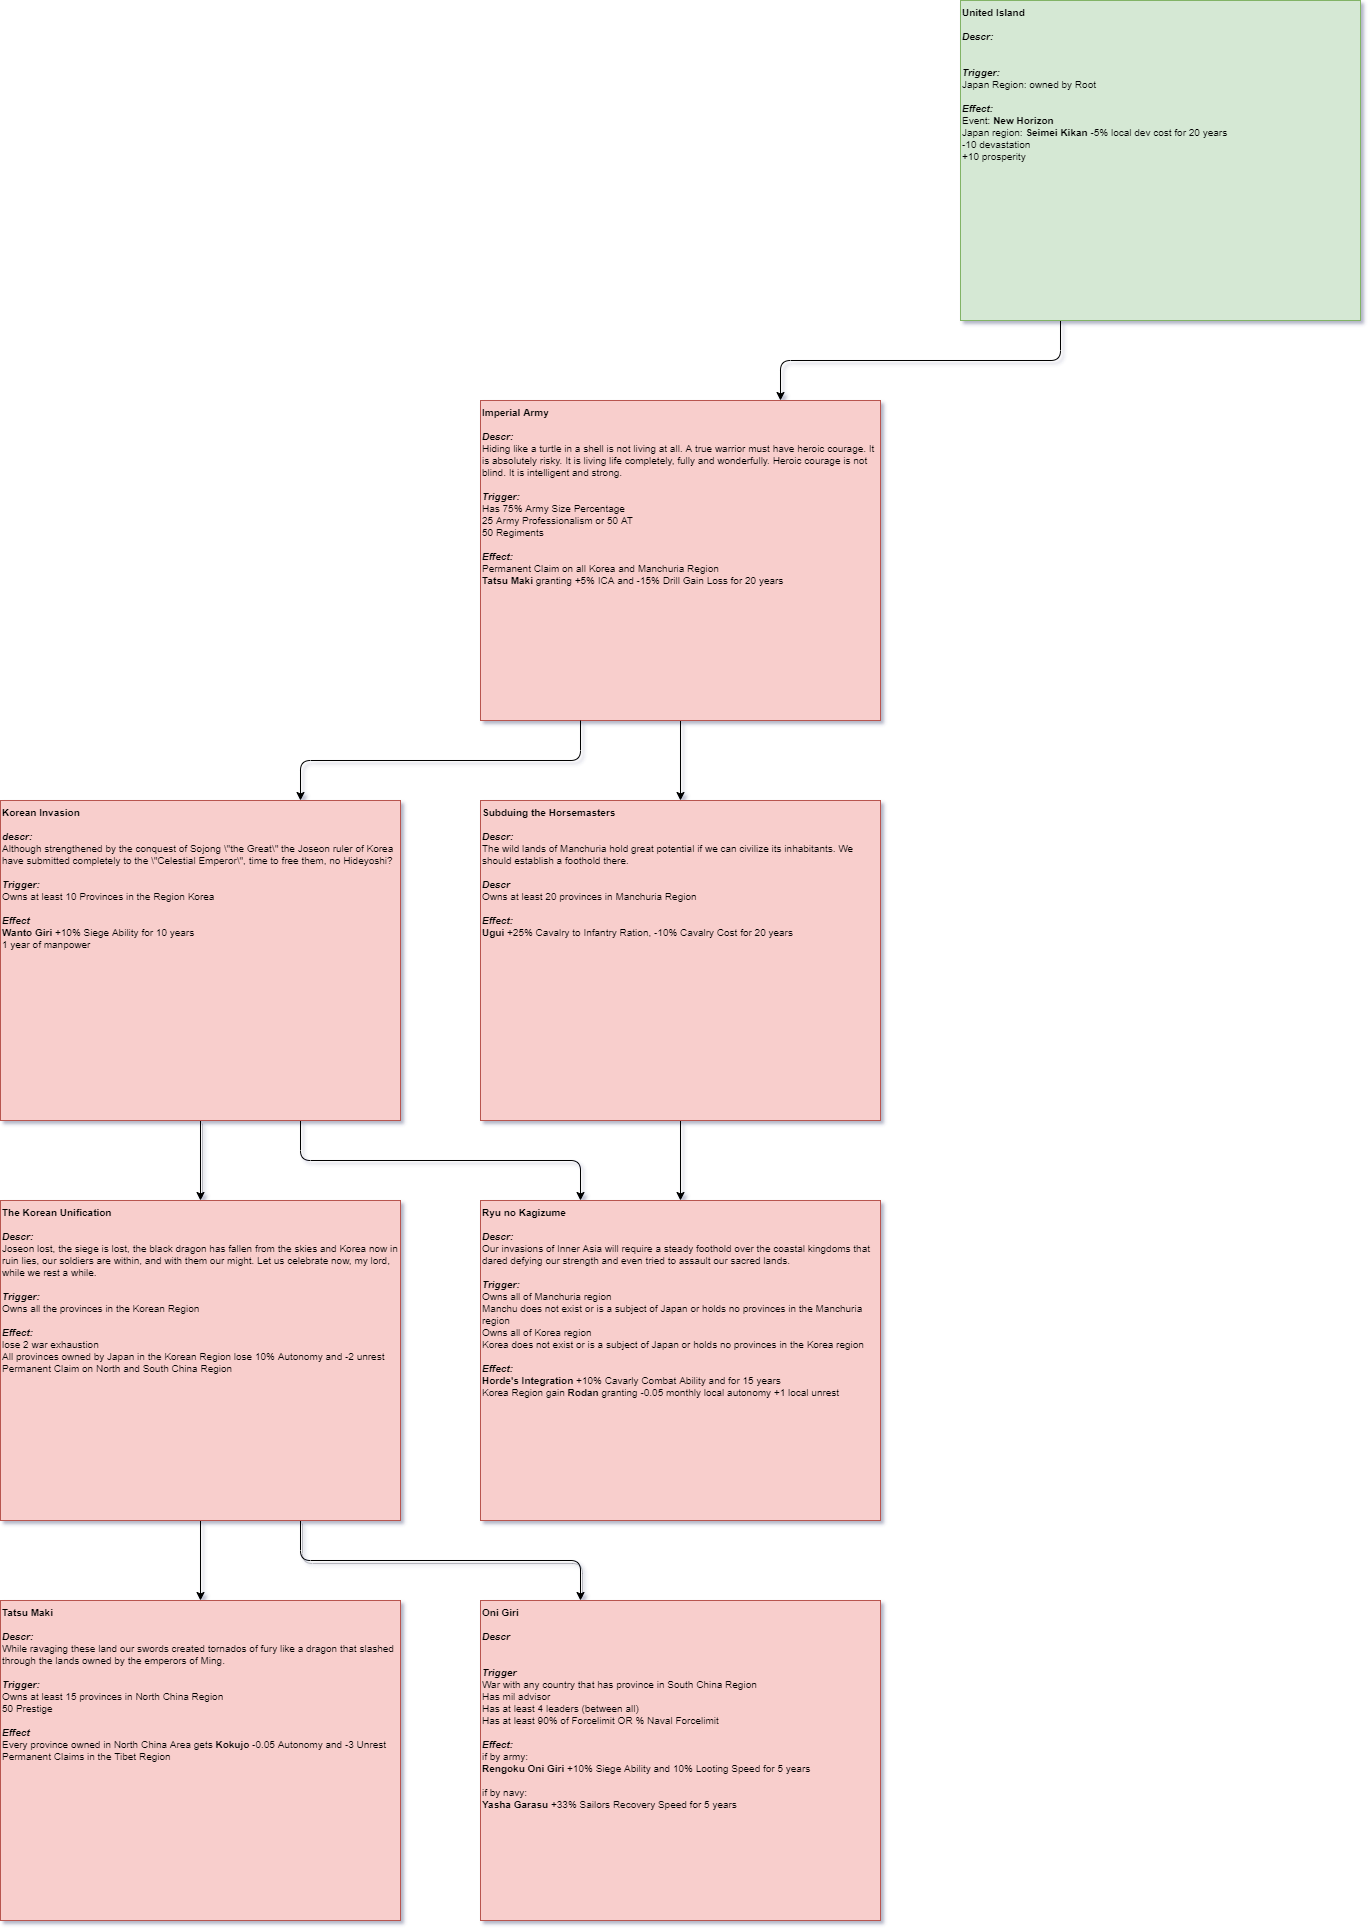 United Island
Descr:
Trigger:
Japan Region: owned by Root
Effect:
Event: New Horizon
Japan region: Seimei Kikan -5% local dev cost for 20 years
-10 devastation
+10 prosperity
Imperial Army
Descr:
Hiding like a turtle in a shell is not living at all. A true warrior must have heroic courage. It
is absolutely risky. It is living life completely, fully and wonderfully. Heroic courage is not
blind. It is intelligent and strong.
Trigger:
Has 75% Army Size Percentage
25 Army Professionalism or 50 AT
50 Regiments
Effect:
Permanent Claim on all Korea and Manchuria Region
Tatsu Maki granting +5% ICA and -15% Drill Gain Loss for 20 years
Korean Invasion
descr:
Although strengthened by the conquest of Sojong \"the Great\" the Joseon ruler of Korea
have submitted completely to the \"Celestial Emperor\", time to free them, no Hideyoshi?
Trigger:
Owns at least 10 Provinces in the Region Korea
Effect
Wanto Giri +10% Siege Ability for 10 years
1 year of manpower
Subduing the Horsemasters
Descr:
The wild lands of Manchuria hold great potential if we can civilize its inhabitants. We
should establish a foothold there.
Descr
Owns at least 20 provinces in Manchuria Region
Effect:
Ugui +25% Cavalry to Infantry Ration, -10% Cavalry Cost for 20 years
The Korean Unification
Descr:
Joseon lost, the siege is lost, the black dragon has fallen from the skies and Korea now in
ruin lies, our soldiers are within, and with them our might. Let us celebrate now, my lord,
while we rest a while.
Trigger:
Owns all the provinces in the Korean Region
Effect:
lose 2 war exhaustion
All provinces owned by Japan in the Korean Region lose 10% Autonomy and -2 unrest
Permanent Claim on North and South China Region
Ryu no Kagizume
Descr:
Our invasions of Inner Asia will require a steady foothold over the coastal kingdoms that
dared defying our strength and even tried to assault our sacred lands.
Trigger:
Owns all of Manchuria region
Manchu does not exist or is a subject of Japan or holds no provinces in the Manchuria
region
Owns all of Korea region
Korea does not exist or is a subject of Japan or holds no provinces in the Korea region
Effect:
Horde's Integration +10% Cavarly Combat Ability and for 15 years
Korea Region gain Rodan granting -0.05 monthly local autonomy +1 local unrest
Tatsu Maki
Descr:
While ravaging these land our swords created tornados of fury like a dragon that slashed
through the lands owned by the emperors of Ming.
Trigger:
Owns at least 15 provinces in North China Region
50 Prestige
Effect
Every province owned in North China Area gets Kokujo -0.05 Autonomy and -3 Unrest
Permanent Claims in the Tibet Region
Oni Giri
Descr
Trigger
War with any country that has province in South China Region
Has mil advisor
Has at least 4 leaders (between all)
Has at least 90% of Forcelimit OR % Naval Forcelimit
Effect:
if by army:
Rengoku Oni Giri +10% Siege Ability and 10% Looting Speed for 5 years
if by navy:
Yasha Garasu +33% Sailors Recovery Speed for 5 years